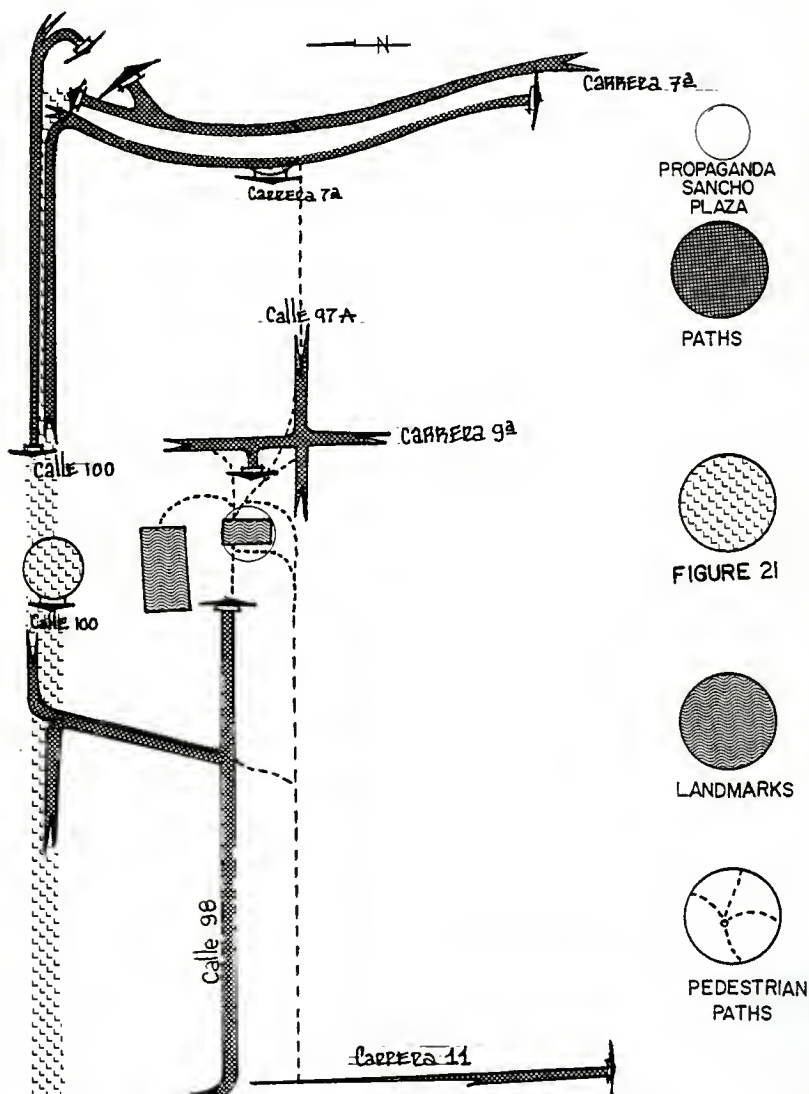 N
CARRERA 7ª
CARRERA 7a
PROPAGANDA
SANCHO
PLAZA
PATHS
Calle 97A
CARRERA 9ª
Calle 100
FIGURE 21
Calle 100
LANDMARKS
Calle 98
PEDESTRIAN
PATHS
CARRERA 11